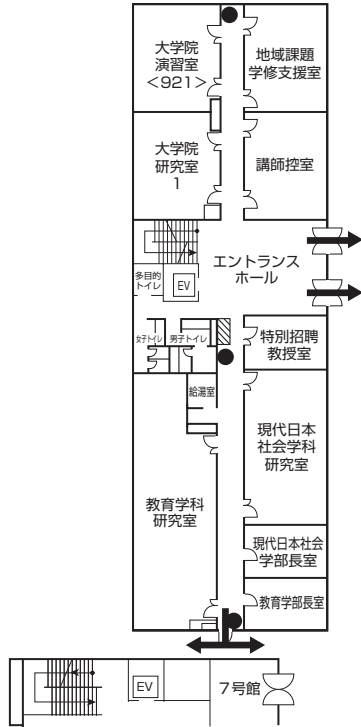 大学院
演習室
<921>
地域課題
学修支援室
大学院
研究室
1
講師控室
エントランス
ホール
多目的
トイレ
EV
女子トイレ
男子トイレ
特別招聘
教授室
給湯室
現代日本
社会学科
研究室
教育学科
研究室
現代日本社会
学部長室
教育学部長室
EV
7号館